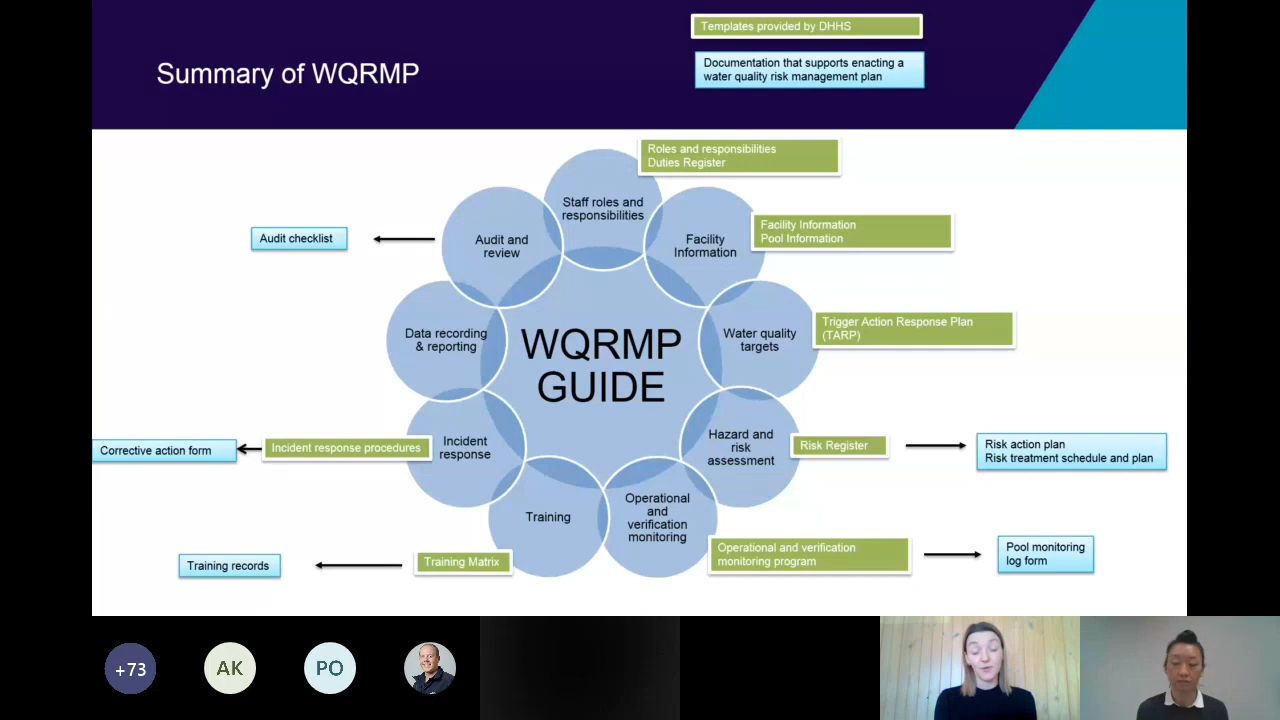 Templates provided by DHHS
Documentation that supports enacting a
water quality risk management plan
Summary of WQRMP
Roles and responsibilities
Duties Register
Staff roles and
responsibilities
Facility Information
Pool Information
Facility
Information
Audit and
review
Audit checklist
Trigger Action Response Plan
(TARP)
Water quality
targets
Data recording
& reporting
WQRMP
GUIDE
Hazard and
risk
assessment
Risk Register
Risk action plan
Risk treatment schedule and plan
Incident
response
Incident response procedures
Corrective action form
Operational
and
verification
monitoring
Training
Operational and verification
monitoring program
Pool monitoring
log form
Training Matrix
Training records
+73
AK
PO